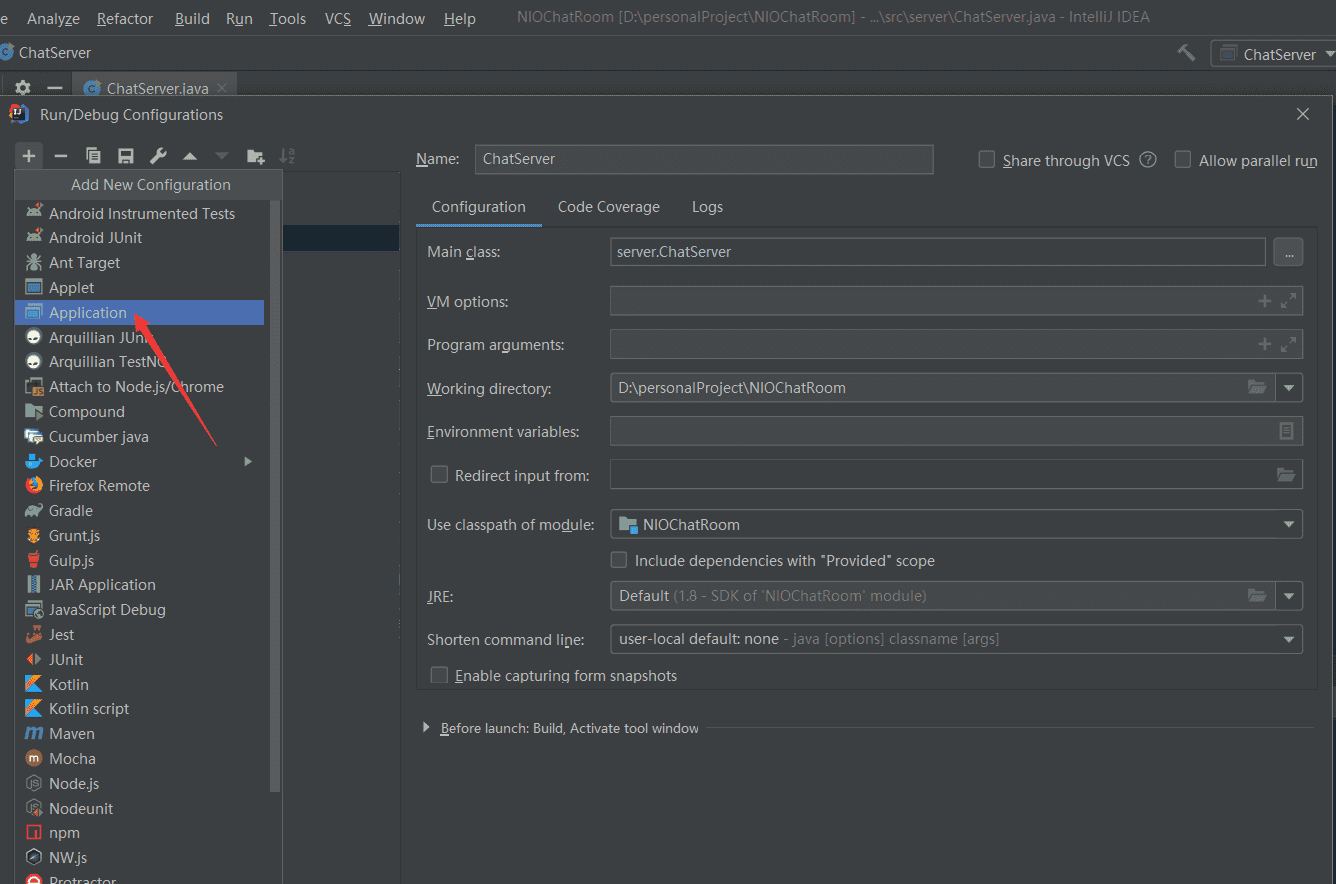 Analyze Refactor Build Run Tools VCS Window Help NIOChatRoom [D:\personalProject\NIOChatRoom] - ...\src\server\ChatServer.java - IntelliJ IDEA
ChatServer ChatServer
ChatServer.java
Run/Debug Configurations
Name: ChatServer Share through VCS Allow parallel run
Add New Configuration
Android Instrumented Tests
Android JUnit
Ant Target
Applet
Application
Arquillian JUnit
Arquillian TestNG
Attach to Node.js/Chrome
Compound
Cucumber java
Docker
Firefox Remote
Gradle
Grunt.js
Gulp.js
JAR Application
JavaScript Debug
Jest
JUnit
Kotlin
Kotlin script
Maven
Mocha
Node.js
Nodeunit
npm
NW.js
Protractor
Configuration Code Coverage Logs
Main class: server.ChatServer ...
VM options:
Program arguments:
Working directory: D:\personalProject\NIOChatRoom
Environment variables:
Redirect input from:
Use classpath of module: NIOChatRoom
Include dependencies with "Provided" scope
JRE: Default (1.8 - SDK of 'NIOChatRoom' module)
Shorten command line: user-local default: none - java [options] classname [args]
Enable capturing form snapshots
Before launch: Build, Activate tool window